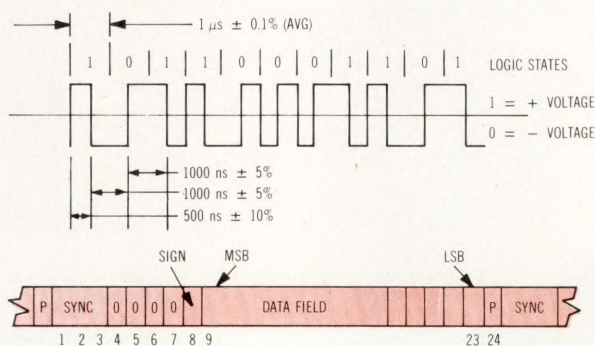 1 μs ± 0.1% (AVG)
1 0 1 1 0 0 0 1 0 1 LOGIC STATES
1 = + VOLTAGE
0 = − VOLTAGE
1000 ns ± 5%
1000 ns ± 5%
500 ns ± 10%
SIGN MSB LSB
P SYNC 0 0 0 0 DATA FIELD P SYNC
1 2 3 4 5 6 7 8 9 23 24